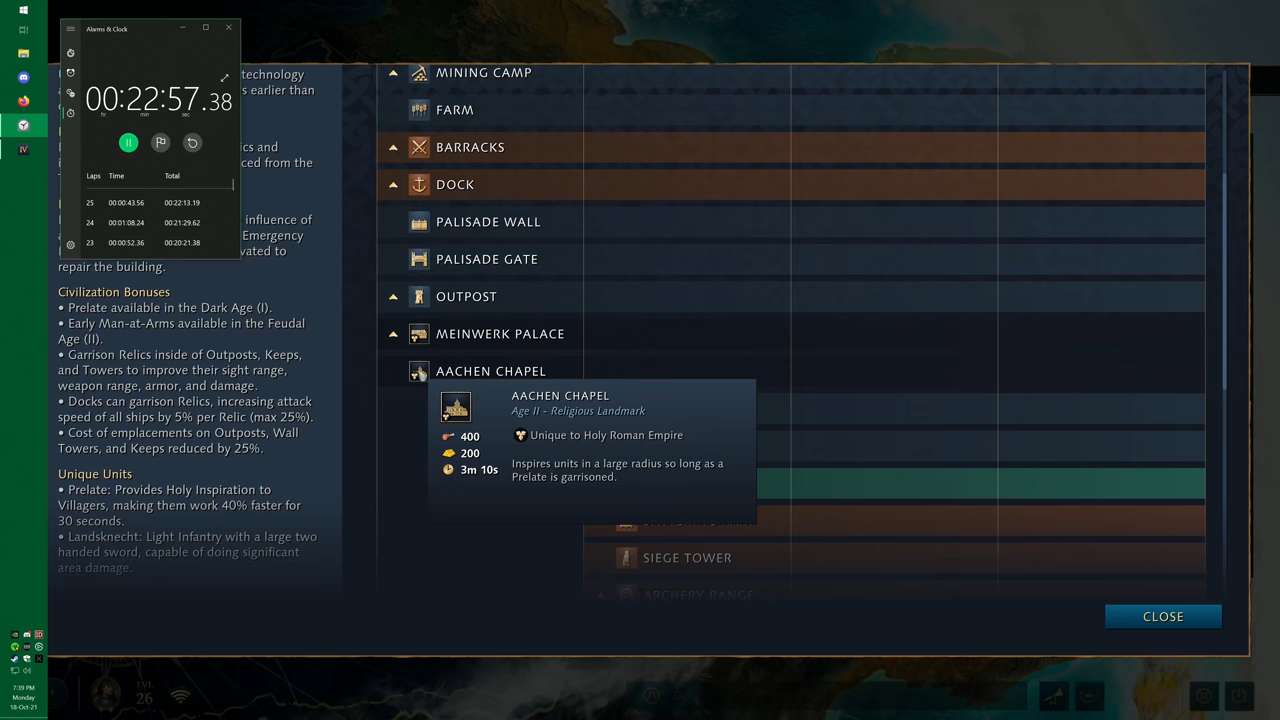 Alarms & Clock
00:22:57.38
hr min sec
Laps Time Total
25 00:00:43.56 00:22:13.19
24 00:01:08.24 00:21:29.62
23 00:00:52.36 00:20:21.38
technology
s earlier than
ics and
ced from the
influence of
Emergency
vated to
repair the building.
Civilization Bonuses
• Prelate available in the Dark Age (I).
• Early Man-at-Arms available in the Feudal
Age (II).
• Garrison Relics inside of Outposts, Keeps,
and Towers to improve their sight range,
weapon range, armor, and damage.
• Docks can garrison Relics, increasing attack
speed of all ships by 5% per Relic (max 25%).
• Cost of emplacements on Outposts, Wall
Towers, and Keeps reduced by 25%.
Unique Units
• Prelate: Provides Holy Inspiration to
Villagers, making them work 40% faster for
30 seconds.
• Landsknecht: Light Infantry with a large two
handed sword, capable of doing significant
area damage.
MINING CAMP
FARM
BARRACKS
DOCK
PALISADE WALL
PALISADE GATE
OUTPOST
MEINWERK PALACE
AACHEN CHAPEL
AACHEN CHAPEL
Age II - Religious Landmark
400
200
3m 10s
Unique to Holy Roman Empire
Inspires units in a large radius so long as a
Prelate is garrisoned.
SIEGE TOWER
ARCHERY RANGE
CLOSE
LVL
26
IV
7:39 PM
Monday
18-Oct-21